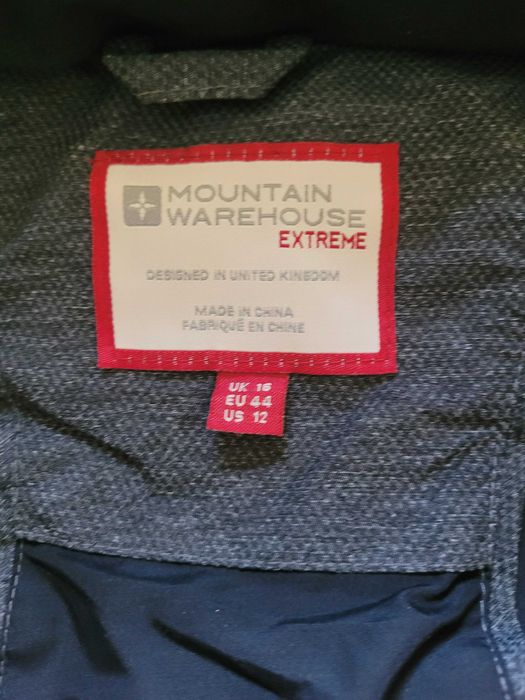 MOUNTAIN
WAREHOUSE
EXTREME
DESIGNED IN UNITED KINGDOM
MADE IN CHINA
FABRIQUÉ EN CHINE
UK 16
EU 44
US 12